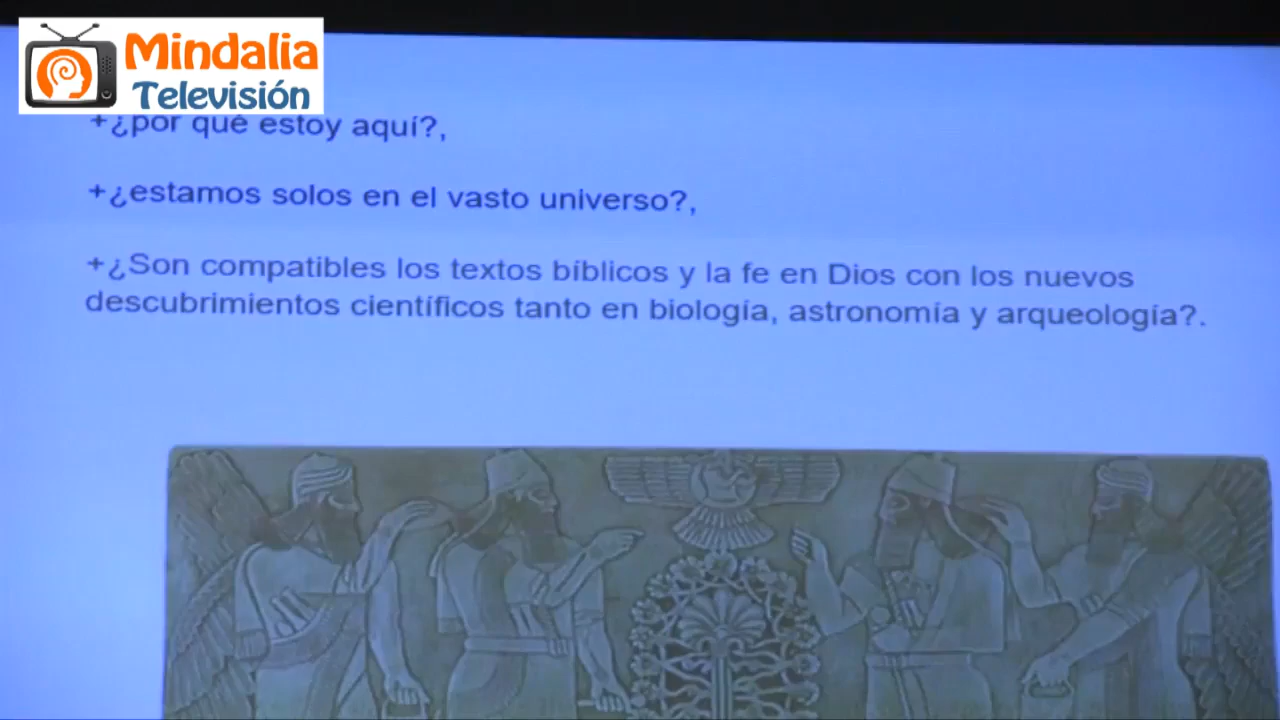 Mindalia
Televisión
+¿por qué estoy aquí?,
+¿estamos solos en el vasto universo?,
+¿Son compatibles los textos bíblicos y la fe en Dios con los nuevos
descubrimientos científicos tanto en biología, astronomía y arqueología?.